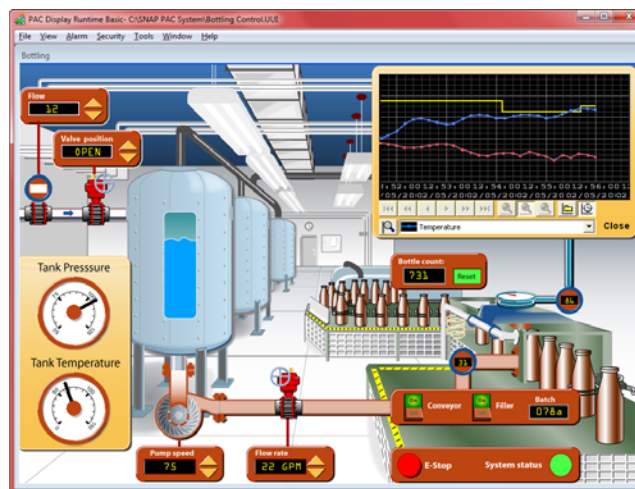 PAC Display Runtime Basic- C:\SNAP PAC System\Bottling Control.UUI
File View Alarm Security Tools Window Help
Bottling
Flow
12
Valve position
OPEN
Temperature
Close
Bottle count:
731
Reset
Tank Presssure
Tank Temperature
86
71
Conveyor
Filler
Batch
078a
Pump speed
75
Flow rate
22 GPM
E-Stop
System status